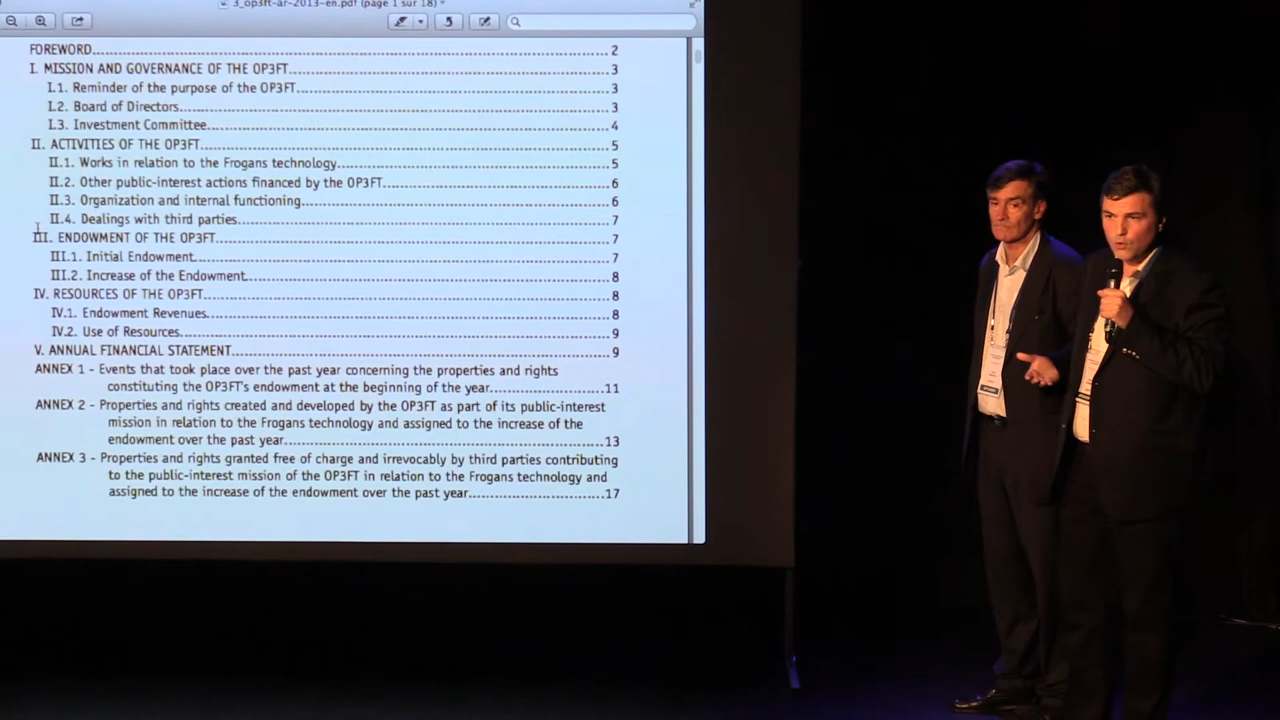 3_op3ft-ar-2013-en.pdf (page 1 sur 18)
FOREWORD 2
I. MISSION AND GOVERNANCE OF THE OP3FT 3
I.1. Reminder of the purpose of the OP3FT 3
I.2. Board of Directors 3
I.3. Investment Committee 4
II. ACTIVITIES OF THE OP3FT 5
II.1. Works in relation to the Frogans technology 5
II.2. Other public-interest actions financed by the OP3FT 6
II.3. Organization and internal functioning 6
II.4. Dealings with third parties 7
III. ENDOWMENT OF THE OP3FT 7
III.1. Initial Endowment 7
III.2. Increase of the Endowment 8
IV. RESOURCES OF THE OP3FT 8
IV.1. Endowment Revenues 8
IV.2. Use of Resources 9
V. ANNUAL FINANCIAL STATEMENT 9
ANNEX 1 - Events that took place over the past year concerning the properties and rights
constituting the OP3FT's endowment at the beginning of the year 11
ANNEX 2 - Properties and rights created and developed by the OP3FT as part of its public-interest
mission in relation to the Frogans technology and assigned to the increase of the
endowment over the past year 13
ANNEX 3 - Properties and rights granted free of charge and irrevocably by third parties contributing
to the public-interest mission of the OP3FT in relation to the Frogans technology and
assigned to the increase of the endowment over the past year 17